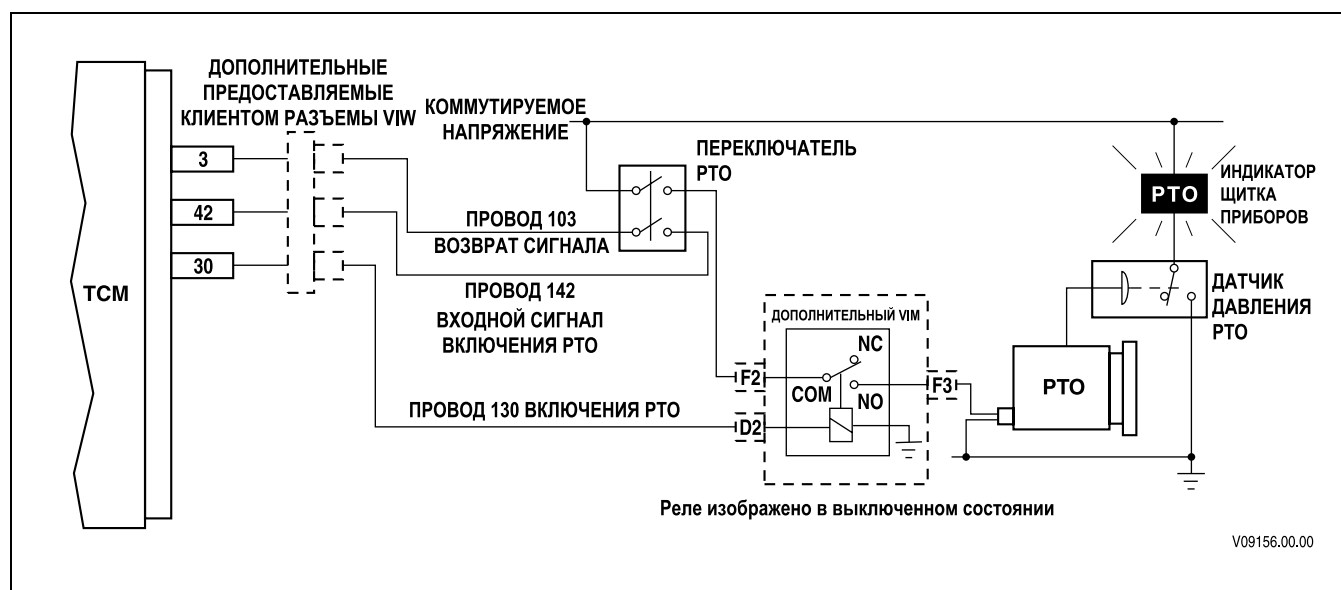 ДОПОЛНИТЕЛЬНЫЕ
ПРЕДОСТАВЛЯЕМЫЕ
КЛИЕНТОМ РАЗЪЕМЫ VIW
КОММУТИРУЕМОЕ
НАПРЯЖЕНИЕ
ПЕРЕКЛЮЧАТЕЛЬ
PTO
3
42
30
TCM
ПРОВОД 103
ВОЗВРАТ СИГНАЛА
ПРОВОД 142
ВХОДНОЙ СИГНАЛ
ВКЛЮЧЕНИЯ PTO
ПРОВОД 130 ВКЛЮЧЕНИЯ PTO
PTO
ИНДИКАТОР
ЩИТКА
ПРИБОРОВ
ДАТЧИК
ДАВЛЕНИЯ
PTO
ДОПОЛНИТЕЛЬНЫЙ VIM
NC
COM
NO
F2
D2
F3
PTO
Реле изображено в выключенном состоянии
V09156.00.00